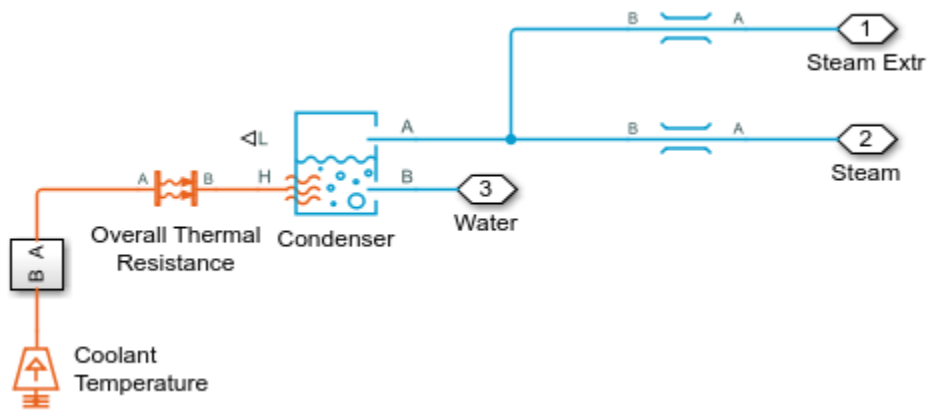 B A 1
Steam Extr
L A B A 2
Steam
A B H B 3
Water
Overall Thermal
Resistance
Condenser
A
B
Coolant
Temperature